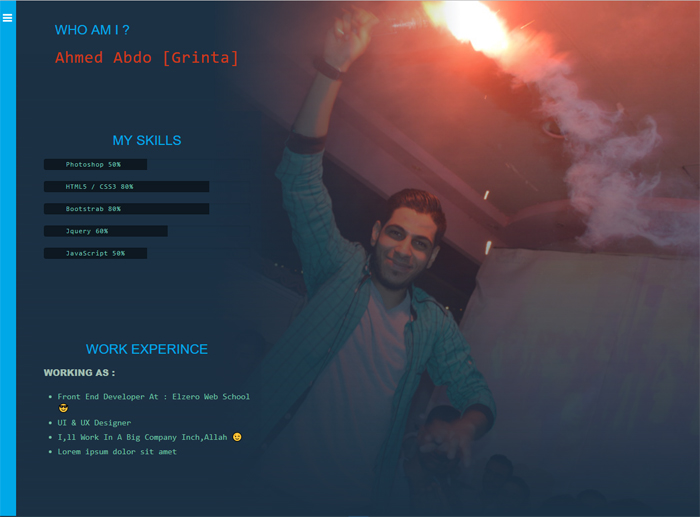 WHO AM I ?
Ahmed Abdo [Grinta]
MY SKILLS
Photoshop 50%
HTML5 / CSS3 80%
Bootstrab 80%
Jquery 60%
JavaScript 50%
WORK EXPERINCE
WORKING AS :
Front End Developer At : Elzero Web School
😎
UI & UX Designer
I,ll Work In A Big Company Inch,Allah 😉
Lorem ipsum dolor sit amet